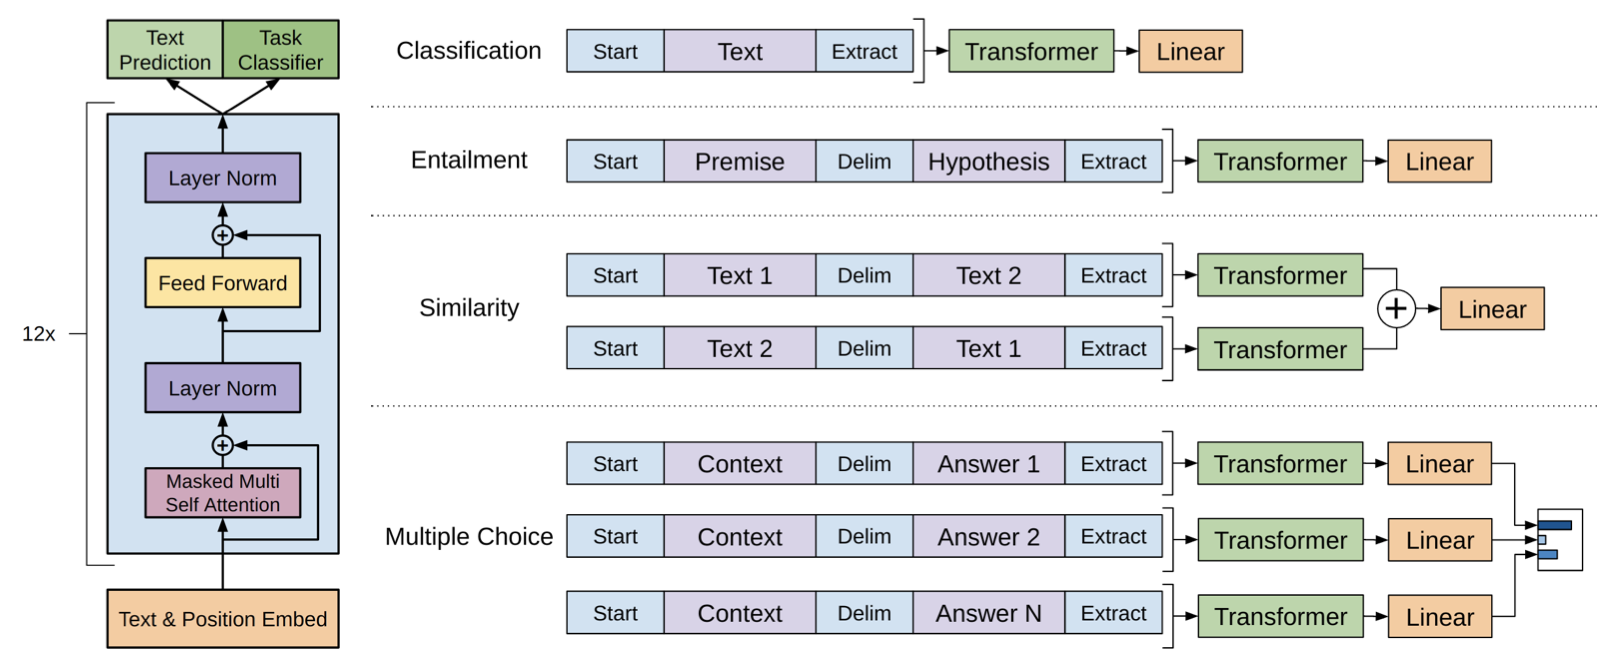 Text
Prediction
Task
Classifier
12x
Layer Norm
Feed Forward
Layer Norm
Masked Multi
Self Attention
Text & Position Embed
Classification
Start Text Extract Transformer Linear
Entailment
Start Premise Delim Hypothesis Extract Transformer Linear
Similarity
Start Text 1 Delim Text 2 Extract Transformer
Linear
Start Text 2 Delim Text 1 Extract Transformer
Multiple Choice
Start Context Delim Answer 1 Extract Transformer Linear
Start Context Delim Answer 2 Extract Transformer Linear
Start Context Delim Answer N Extract Transformer Linear